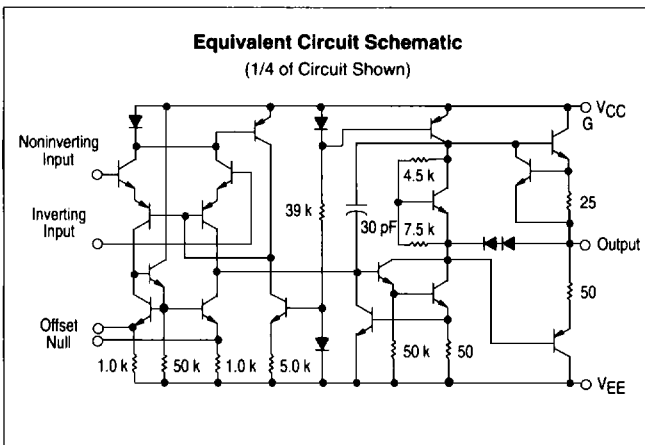 Equivalent Circuit Schematic
(1/4 of Circuit Shown)
VCC
G
Noninverting
Input
4.5 k
39 k
25
Inverting
Input
30 pF
7.5 k
Output
50
Offset
Null
1.0 k
50 k
1.0 k
5.0 k
50 k
50
VEE